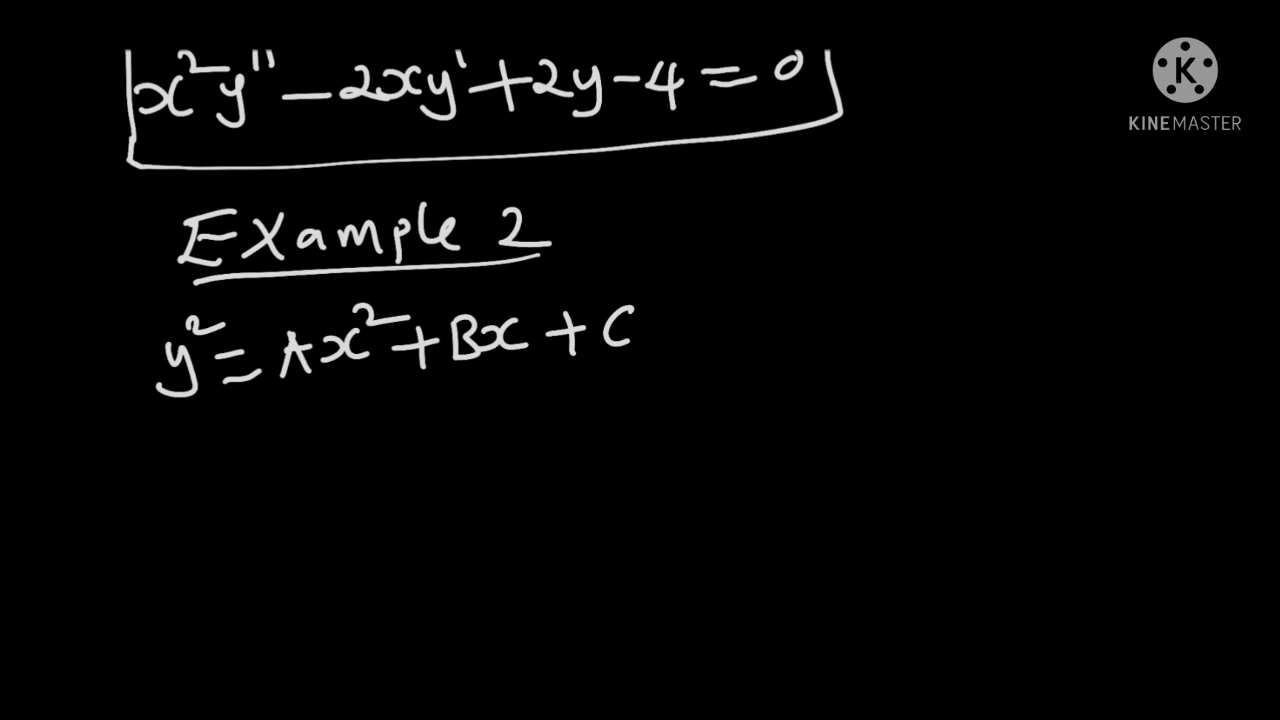 x²y'' - 2xy' + 2y - 4 = 0
K
KINEMASTER
Example 2
y² = Ax² + Bx + C